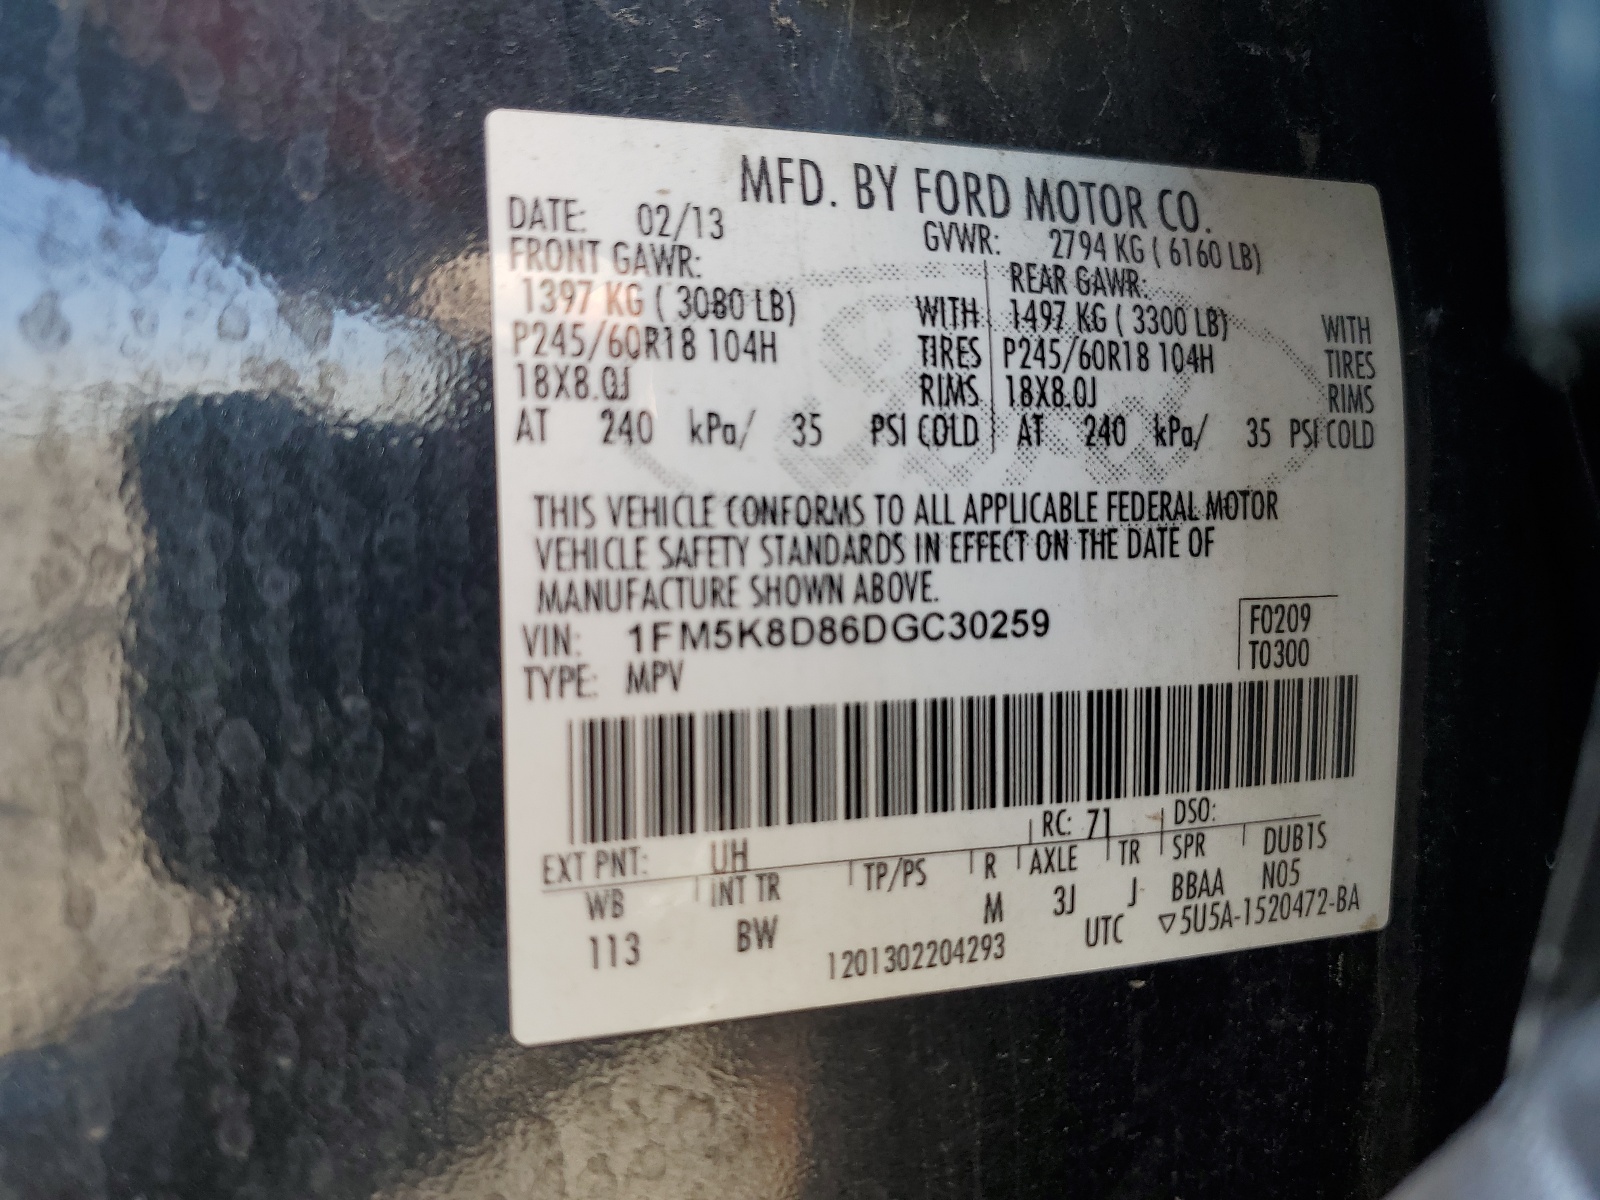 MFD. BY FORD MOTOR CO.
DATE: 02/13 GVWR: 2794 KG ( 6160 LB)
FRONT GAWR: REAR GAWR:
1397 KG ( 3080 LB) WITH 1497 KG ( 3300 LB) WITH
P245/60R18 104H TIRES P245/60R18 104H TIRES
18X8.0J RIMS 18X8.0J RIMS
AT 240 kPa/ 35 PSI COLD AT 240 kPa/ 35 PSI COLD
THIS VEHICLE CONFORMS TO ALL APPLICABLE FEDERAL MOTOR
VEHICLE SAFETY STANDARDS IN EFFECT ON THE DATE OF
MANUFACTURE SHOWN ABOVE.
VIN: 1FM5K8D86DGC30259 F0209
TYPE: MPV T0300
EXT PNT: UH RC: 71 DSO:
WB INT TR TP/PS R AXLE TR SPR DUB1S
113 BW M 3J J BBAA N05
1201302204293 UTC ▽5U5A-1520472-BA